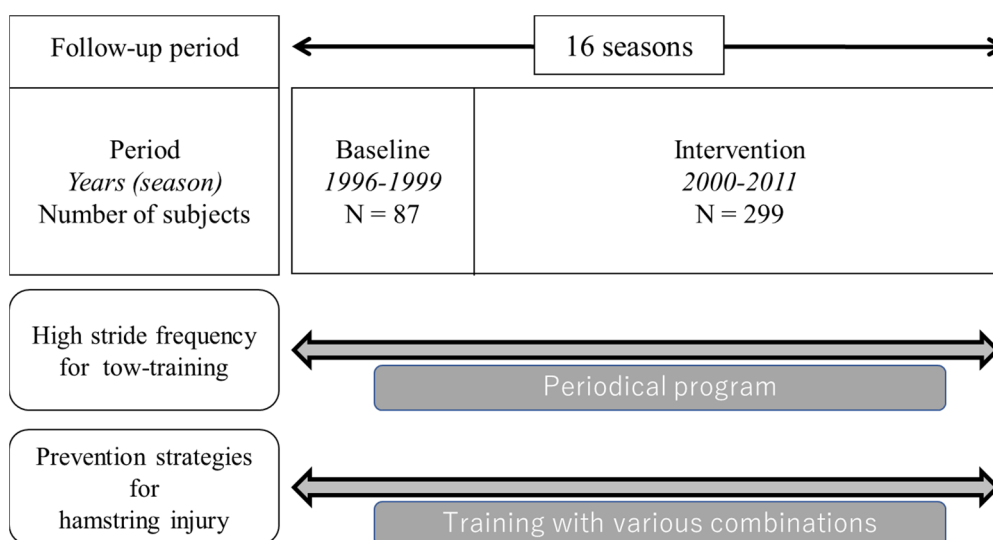 Follow-up period
16 seasons
Period
Years (season)
Number of subjects
Baseline
1996-1999
N = 87
Intervention
2000-2011
N = 299
High stride frequency
for tow-training
Periodical program
Prevention strategies
for
hamstring injury
Training with various combinations